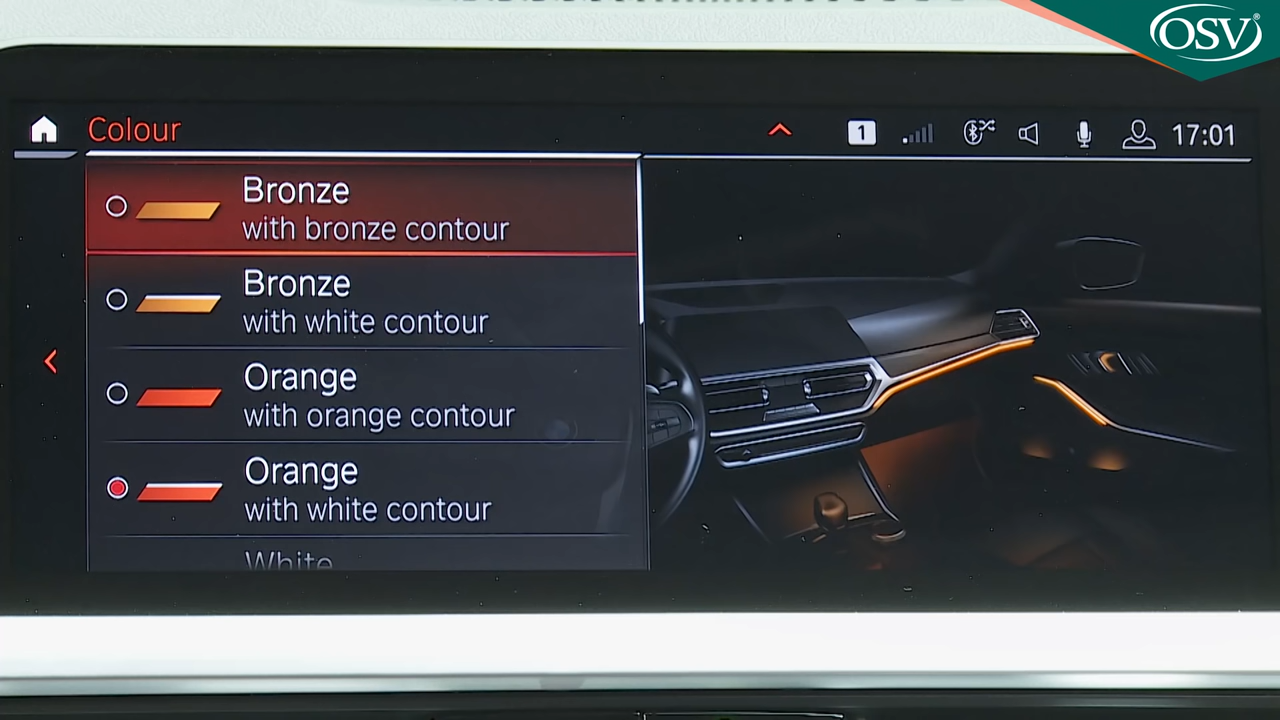 OSV®
Colour
1
17:01
Bronze
with bronze contour
Bronze
with white contour
Orange
with orange contour
Orange
with white contour
White